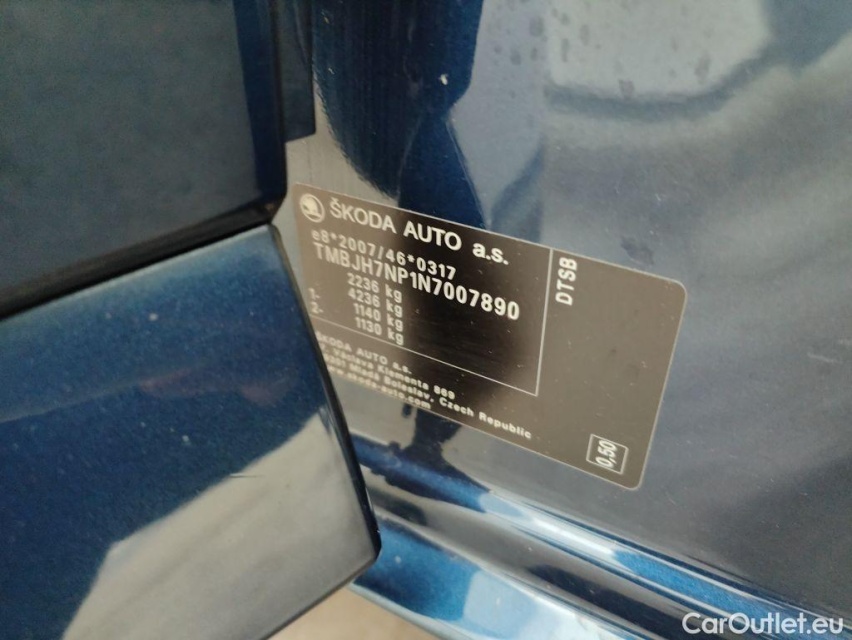 ŠKODA AUTO a.s.
e8*2007/46*0317
TMBJH7NP1N7007890
2236 kg
4236 kg
1- 1140 kg
2- 1130 kg
DTSB
ŠKODA AUTO a.s.
Václava Klementa 869
Mladá Boleslav, Czech Republic
www.skoda-auto.com
0,50
CarOutlet.eu